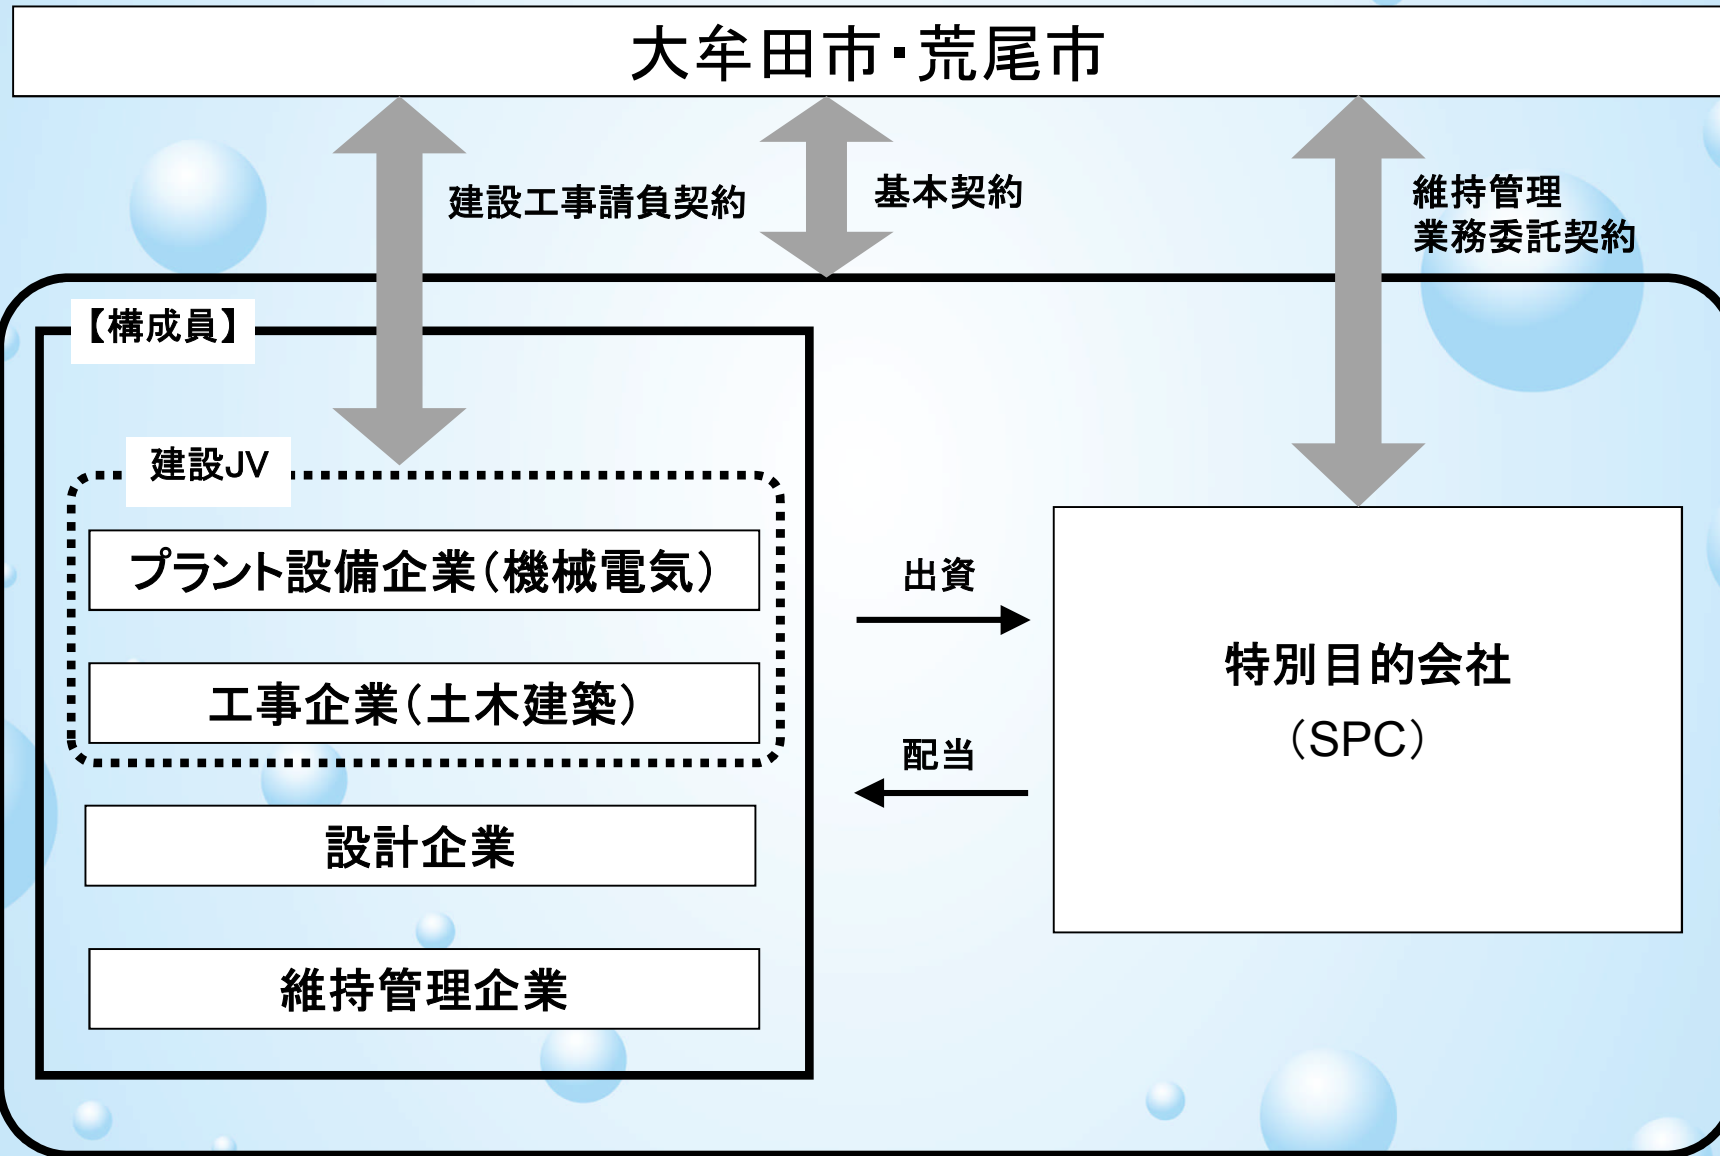 大牟田市・荒尾市
建設工事請負契約
基本契約
維持管理
業務委託契約
【構成員】
建設JV
プラント設備企業(機械電気)
工事企業(土木建築)
設計企業
維持管理企業
出資
配当
特別目的会社
(SPC)